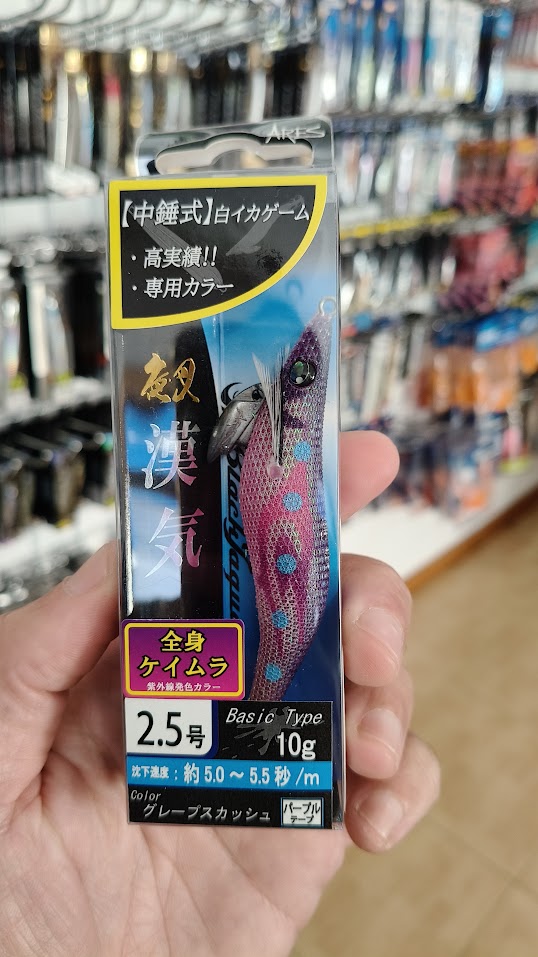 ARES
【中錘式】白イカゲーム
・高実績!!
・専用カラー
漠気
全身
ケイムラ
紫外線発色カラー
2.5号
Basic Type
10g
沈下速度：約5.0～5.5秒/m
Color
グレープスカッシュ
パープル
テープ